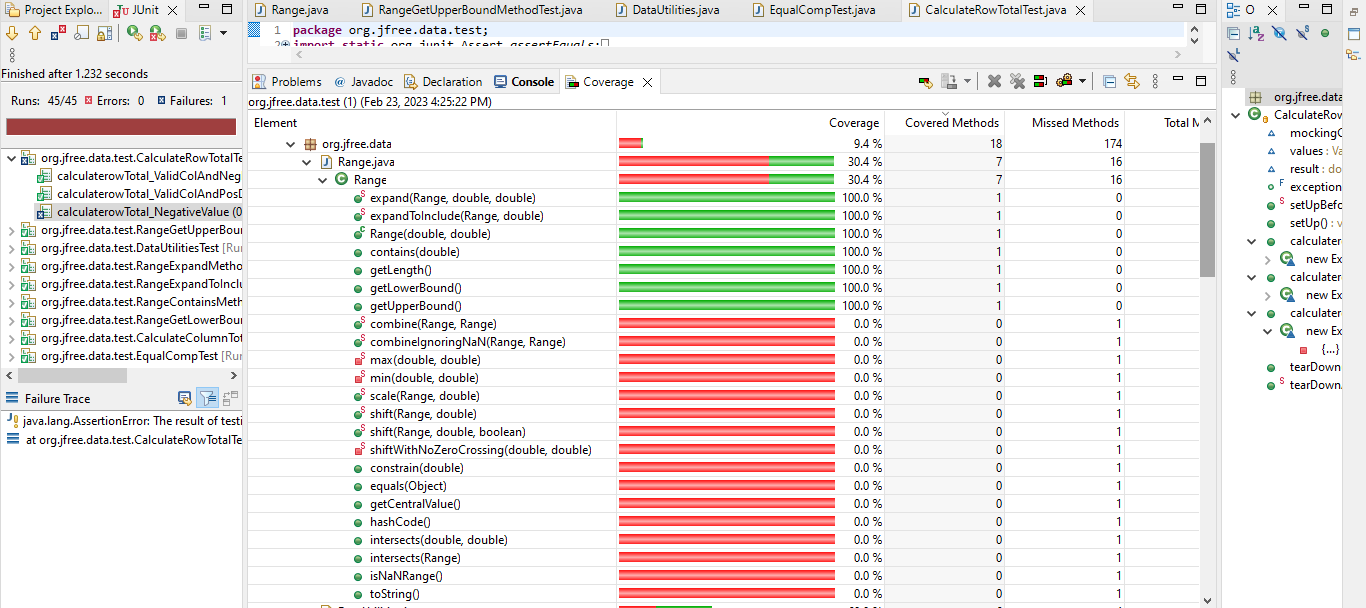 Project Explo...
JUnit
Finished after 1.232 seconds
Runs: 45/45
Errors: 0
Failures: 1
org.jfree.data.test.CalculateRowTotalTe
calculaterowTotal_ValidColAndNeg
calculaterowTotal_ValidColAndPosD
calculaterowTotal_NegativeValue (0
org.jfree.data.test.RangeGetUpperBou
org.jfree.data.test.DataUtilitiesTest [Ru
org.jfree.data.test.RangeExpandMetho
org.jfree.data.test.RangeExpandToInclu
org.jfree.data.test.RangeContainsMeth
org.jfree.data.test.RangeGetLowerBou
org.jfree.data.test.CalculateColumnTot
org.jfree.data.test.EqualCompTest [Run
Failure Trace
java.lang.AssertionError: The result of testi
at org.jfree.data.test.CalculateRowTotalTe
Range.java
RangeGetUpperBoundMethodTest.java
DataUtilities.java
EqualCompTest.java
CalculateRowTotalTest.java
1 package org.jfree.data.test;
2 import static org.junit.Assert.assertEquals;
Problems
Javadoc
Declaration
Console
Coverage
org.jfree.data.test (1) (Feb 23, 2023 4:25:22 PM)
Element Coverage Covered Methods Missed Methods Total M
org.jfree.data 9.4 % 18 174
Range.java 30.4 % 7 16
Range 30.4 % 7 16
expand(Range, double, double) 100.0 % 1 0
expandToInclude(Range, double) 100.0 % 1 0
Range(double, double) 100.0 % 1 0
contains(double) 100.0 % 1 0
getLength() 100.0 % 1 0
getLowerBound() 100.0 % 1 0
getUpperBound() 100.0 % 1 0
combine(Range, Range) 0.0 % 0 1
combineIgnoringNaN(Range, Range) 0.0 % 0 1
max(double, double) 0.0 % 0 1
min(double, double) 0.0 % 0 1
scale(Range, double) 0.0 % 0 1
shift(Range, double) 0.0 % 0 1
shift(Range, double, boolean) 0.0 % 0 1
shiftWithNoZeroCrossing(double, double) 0.0 % 0 1
constrain(double) 0.0 % 0 1
equals(Object) 0.0 % 0 1
getCentralValue() 0.0 % 0 1
hashCode() 0.0 % 0 1
intersects(double, double) 0.0 % 0 1
intersects(Range) 0.0 % 0 1
isNaNRange() 0.0 % 0 1
toString() 0.0 % 0 1
O
org.jfree.data
CalculateRow
mockingC
values : Va
result : do
exception
setUpBefo
setUp() : v
calculater
new Ex
calculater
new Ex
calculater
new Ex
{...}
tearDown
tearDown